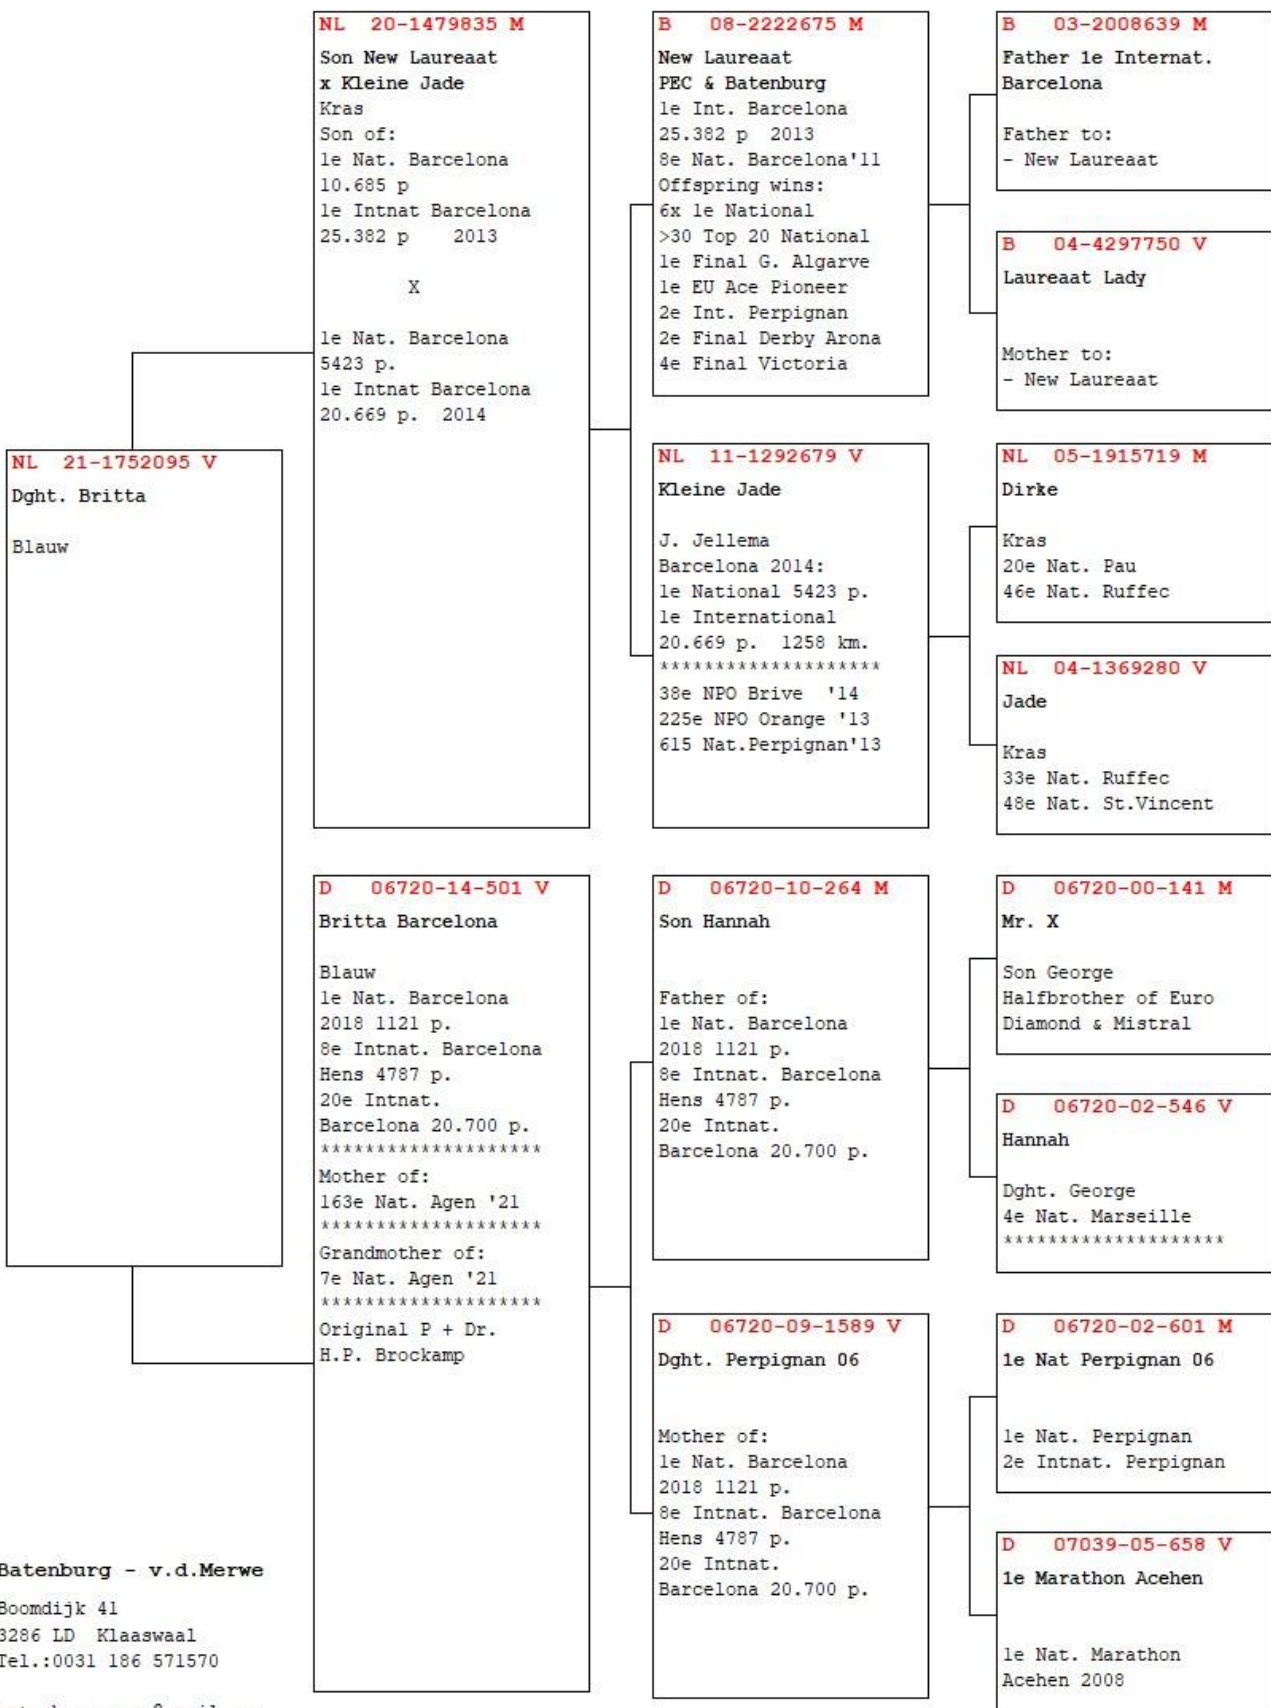 NL 21-1752095 V
Dght. Britta
Blauw
NL 20-1479835 M
Son New Laureaat
x Kleine Jade
Kras
Son of:
1e Nat. Barcelona
10.685 p
1e Intnat Barcelona
25.382 p 2013
X
1e Nat. Barcelona
5423 p.
1e Intnat Barcelona
20.669 p. 2014
D 06720-14-501 V
Britta Barcelona
Blauw
1e Nat. Barcelona
2018 1121 p.
8e Intnat. Barcelona
Hens 4787 p.
20e Intnat.
Barcelona 20.700 p.
********************
Mother of:
163e Nat. Agen '21
********************
Grandmother of:
7e Nat. Agen '21
********************
Original P + Dr.
H.P. Brockamp
B 08-2222675 M
New Laureaat
PEC & Batenburg
1e Int. Barcelona
25.382 p 2013
8e Nat. Barcelona'11
Offspring wins:
6x 1e National
>30 Top 20 National
1e Final G. Algarve
1e EU Ace Pioneer
2e Int. Perpignan
2e Final Derby Arona
4e Final Victoria
NL 11-1292679 V
Kleine Jade
J. Jellema
Barcelona 2014:
1e National 5423 p.
1e International
20.669 p. 1258 km.
********************
38e NPO Brive '14
225e NPO Orange '13
615 Nat.Perpignan'13
D 06720-10-264 M
Son Hannah
Father of:
1e Nat. Barcelona
2018 1121 p.
8e Intnat. Barcelona
Hens 4787 p.
20e Intnat.
Barcelona 20.700 p.
D 06720-09-1589 V
Dght. Perpignan 06
Mother of:
1e Nat. Barcelona
2018 1121 p.
8e Intnat. Barcelona
Hens 4787 p.
20e Intnat.
Barcelona 20.700 p.
B 03-2008639 M
Father 1e Internat.
Barcelona
Father to:
- New Laureaat
B 04-4297750 V
Laureaat Lady
Mother to:
- New Laureaat
NL 05-1915719 M
Dirke
Kras
20e Nat. Pau
46e Nat. Ruffec
NL 04-1369280 V
Jade
Kras
33e Nat. Ruffec
48e Nat. St.Vincent
D 06720-00-141 M
Mr. X
Son George
Halfbrother of Euro
Diamond & Mistral
D 06720-02-546 V
Hannah
Dght. George
4e Nat. Marseille
********************
D 06720-02-601 M
1e Nat Perpignan 06
1e Nat. Perpignan
2e Intnat. Perpignan
D 07039-05-658 V
1e Marathon Acehen
1e Nat. Marathon
Acehen 2008
Batenburg - v.d.Merwe
Boomdijk 41
3286 LD Klaaswaal
Tel.:0031 186 571570